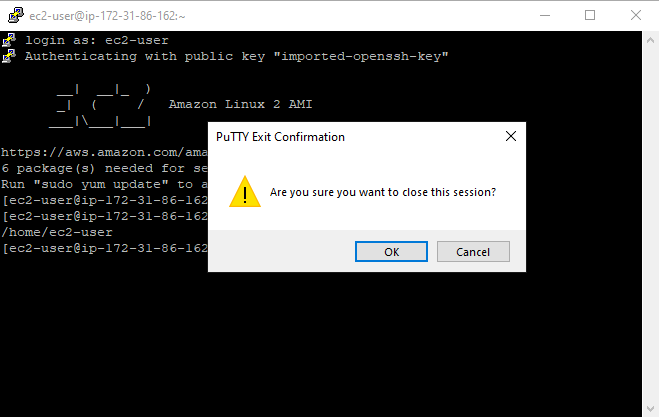 ec2-user@ip-172-31-86-162:~
login as: ec2-user
Authenticating with public key "imported-openssh-key"
__|  __|_  )
_|  (     /   Amazon Linux 2 AMI
___|\___|___|
https://aws.amazon.com/ama
6 package(s) needed for se
Run "sudo yum update" to a
[ec2-user@ip-172-31-86-162
[ec2-user@ip-172-31-86-162
/home/ec2-user
[ec2-user@ip-172-31-86-162
PuTTY Exit Confirmation
Are you sure you want to close this session?
OK
Cancel